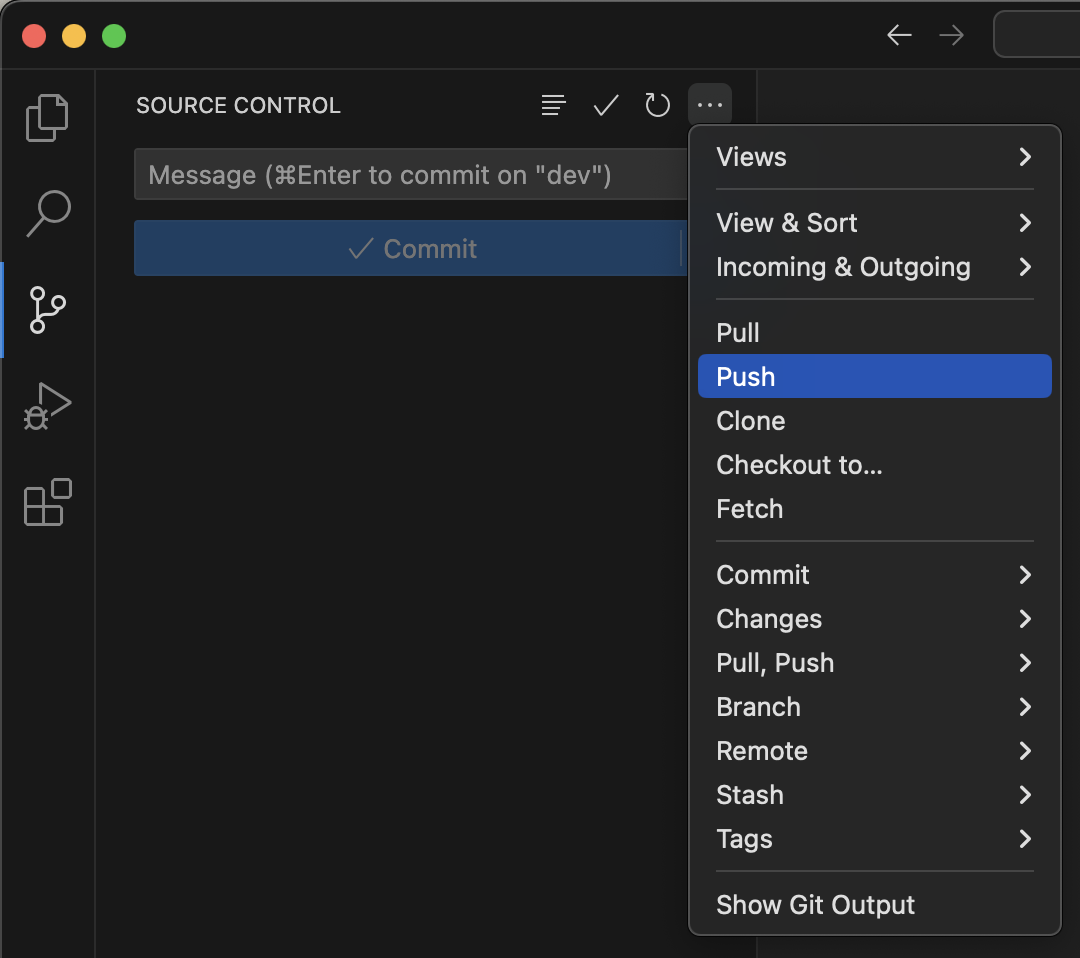 SOURCE CONTROL
Message (⌘Enter to commit on "dev")
Commit
Views
View & Sort
Incoming & Outgoing
Pull
Push
Clone
Checkout to...
Fetch
Commit
Changes
Pull, Push
Branch
Remote
Stash
Tags
Show Git Output